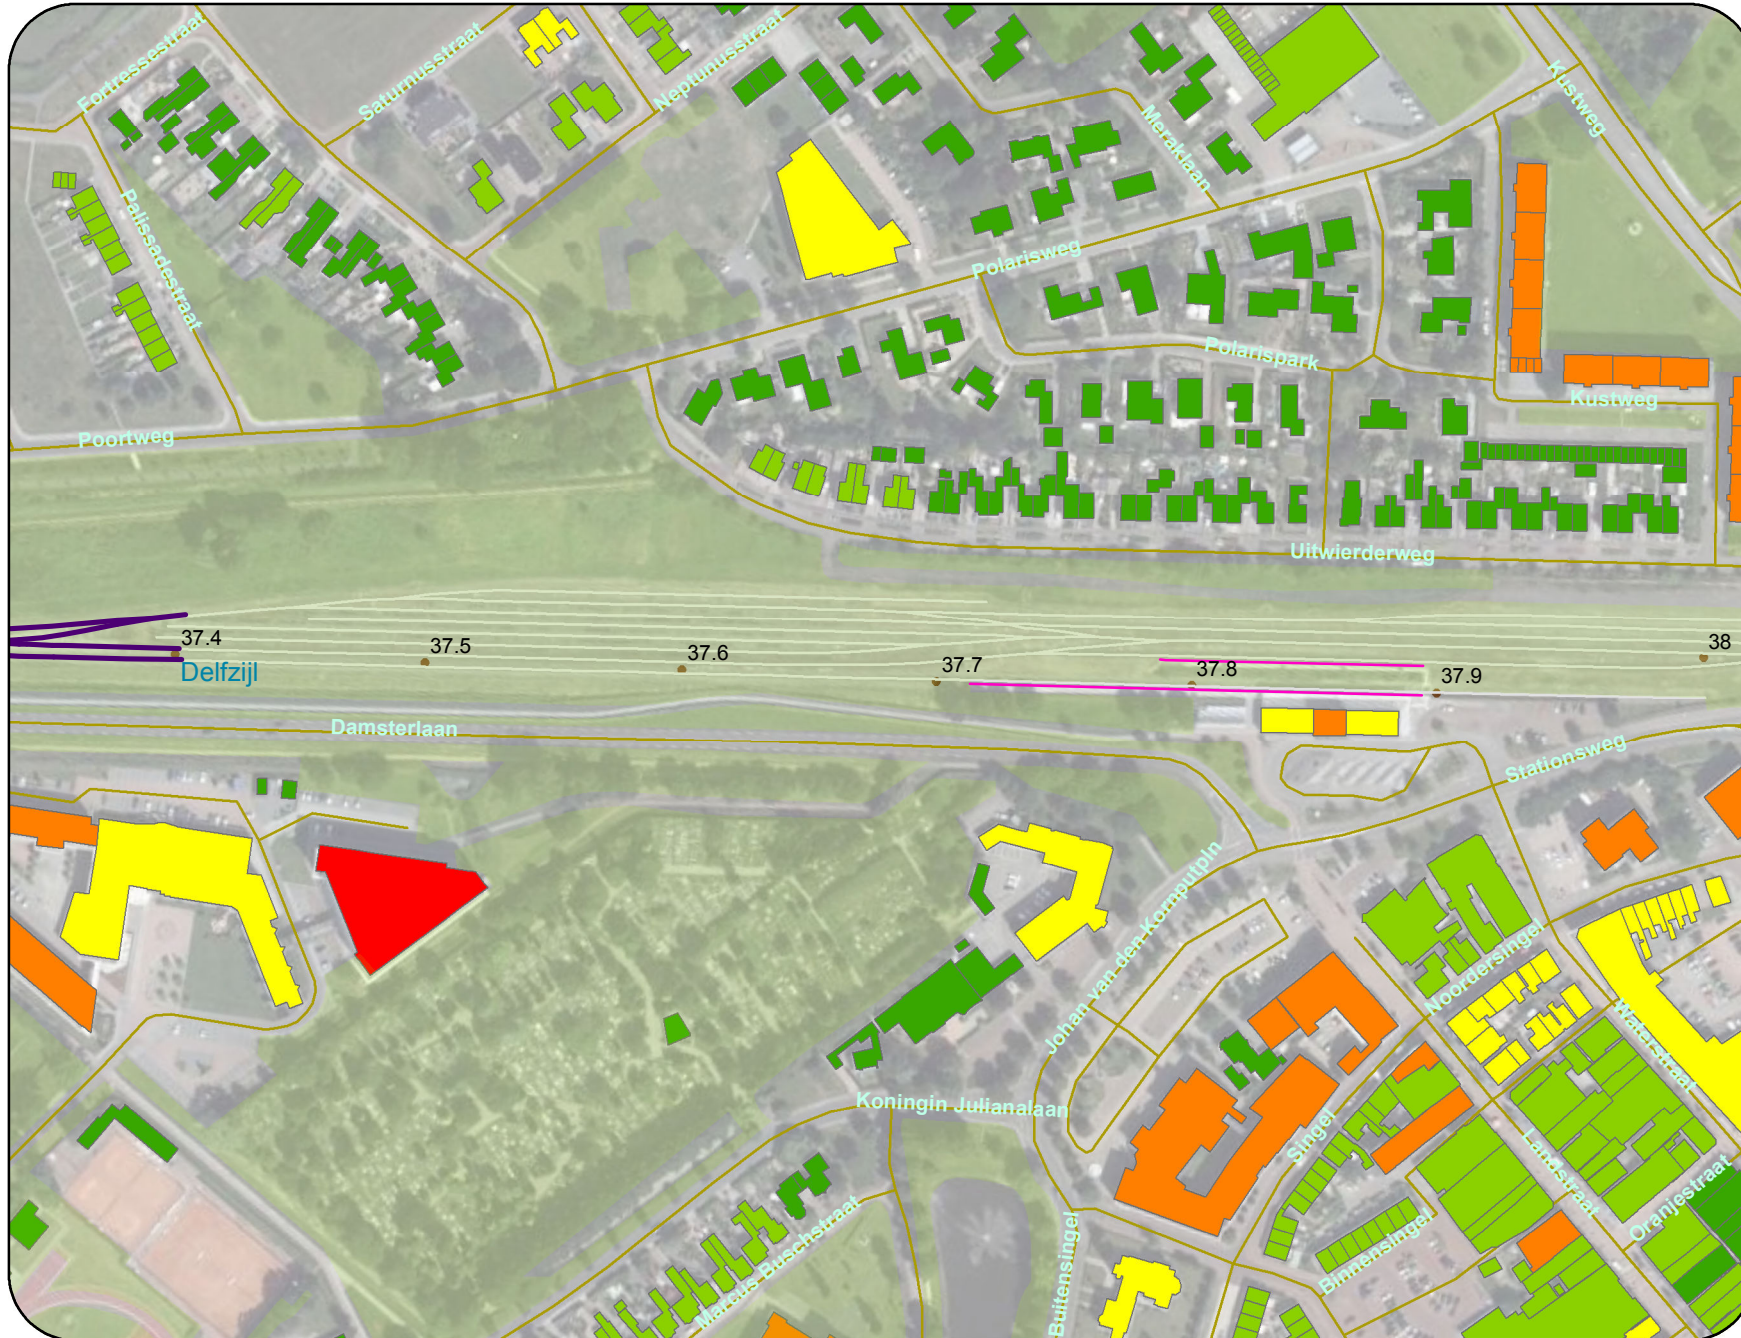 Fortressestraat
Saturnusstraat
Neptunusstraat
Kustweg
Meraklaan
Palissadestraat
Polarisweg
Polarispark
Kustweg
Poortweg
Uitwierderweg
37.4
37.5
37.6
37.7
37.8
37.9
38
Delfzijl
Damsterlaan
Stationsweg
Johan van den Kornputpln
Noordersingel
Waterstraat
Koningin Julianalaan
Singel
Landstraat
Oranjestraat
Marcus Buschstraat
Buitensingel
Binnensingel